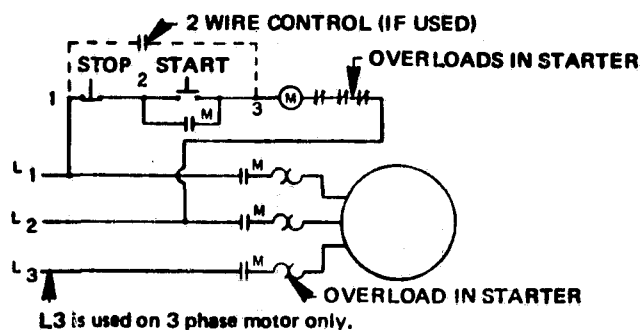 2 WIRE CONTROL (IF USED)
OVERLOADS IN STARTER
STOP
START
1
2
3
M
M
L1
M
L2
M
L3
M
OVERLOAD IN STARTER
L3 is used on 3 phase motor only.